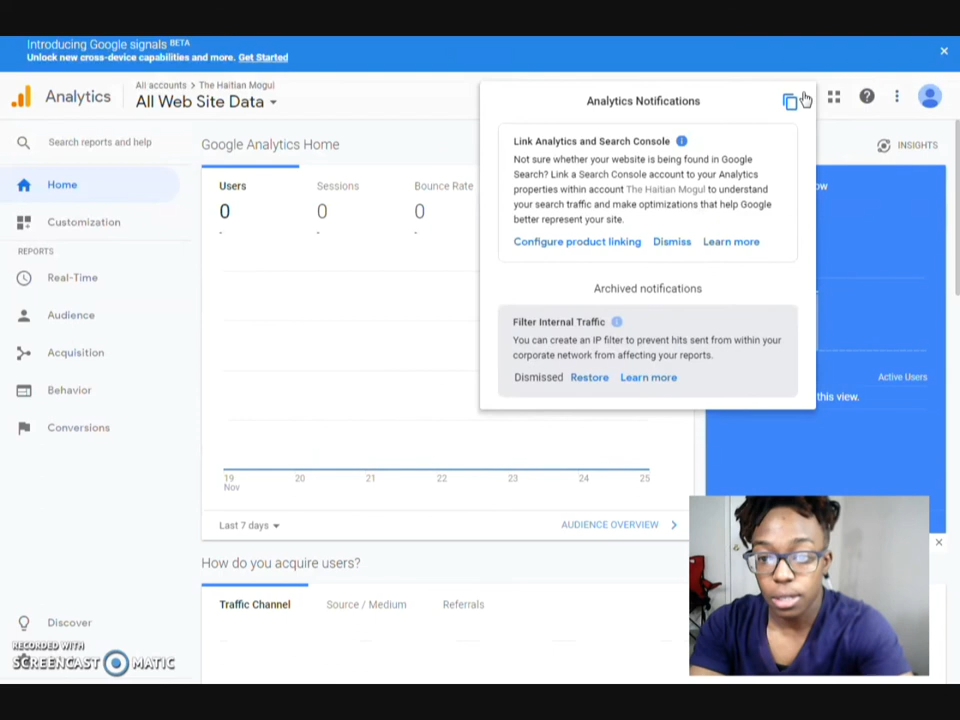 Introducing Google signals BETA
Unlock new cross-device capabilities and more. Get Started
Analytics
All accounts > The Haitian Mogul
All Web Site Data
Analytics Notifications
Search reports and help
Home
Customization
REPORTS
Real-Time
Audience
Acquisition
Behavior
Conversions
Discover
Google Analytics Home
INSIGHTS
Users
0
-
Sessions
0
-
Bounce Rate
0
-
Link Analytics and Search Console
Not sure whether your website is being found in Google
Search? Link a Search Console account to your Analytics
properties within account The Haitian Mogul to understand
your search traffic and make optimizations that help Google
better represent your site.
Configure product linking Dismiss Learn more
Archived notifications
Filter Internal Traffic
You can create an IP filter to prevent hits sent from within your
corporate network from affecting your reports.
Dismissed Restore Learn more
ow
Active Users
this view.
19 20 21 22 23 24 25
Nov
Last 7 days
AUDIENCE OVERVIEW
How do you acquire users?
Traffic Channel Source / Medium Referrals
RECORDED WITH
SCREENCAST MATIC